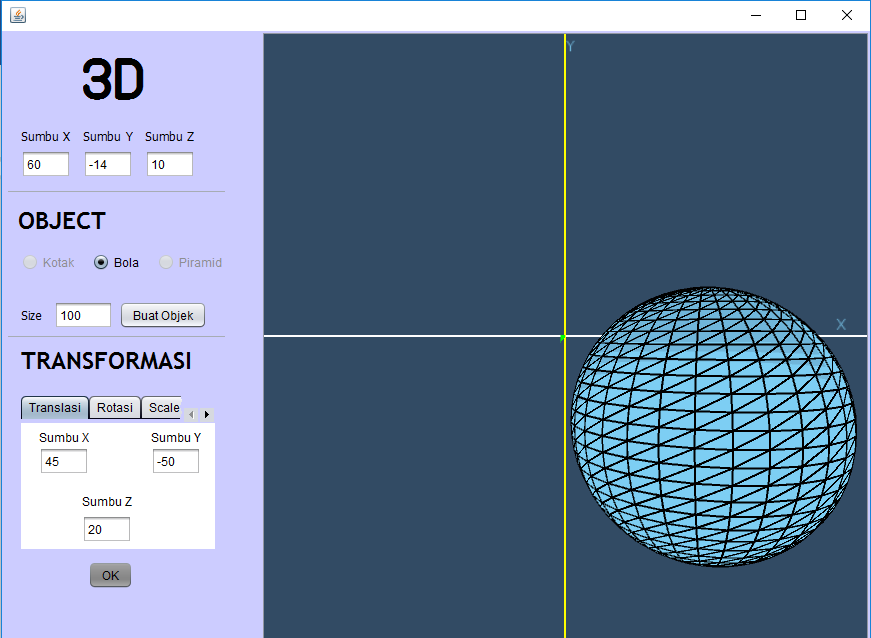 3D
Sumbu X Sumbu Y Sumbu Z
60 -14 10
OBJECT
Kotak Bola Piramid
Size 100 Buat Objek
TRANSFORMASI
Translasi Rotasi Scale
Sumbu X Sumbu Y
45 -50
Sumbu Z
20
OK
Y
X